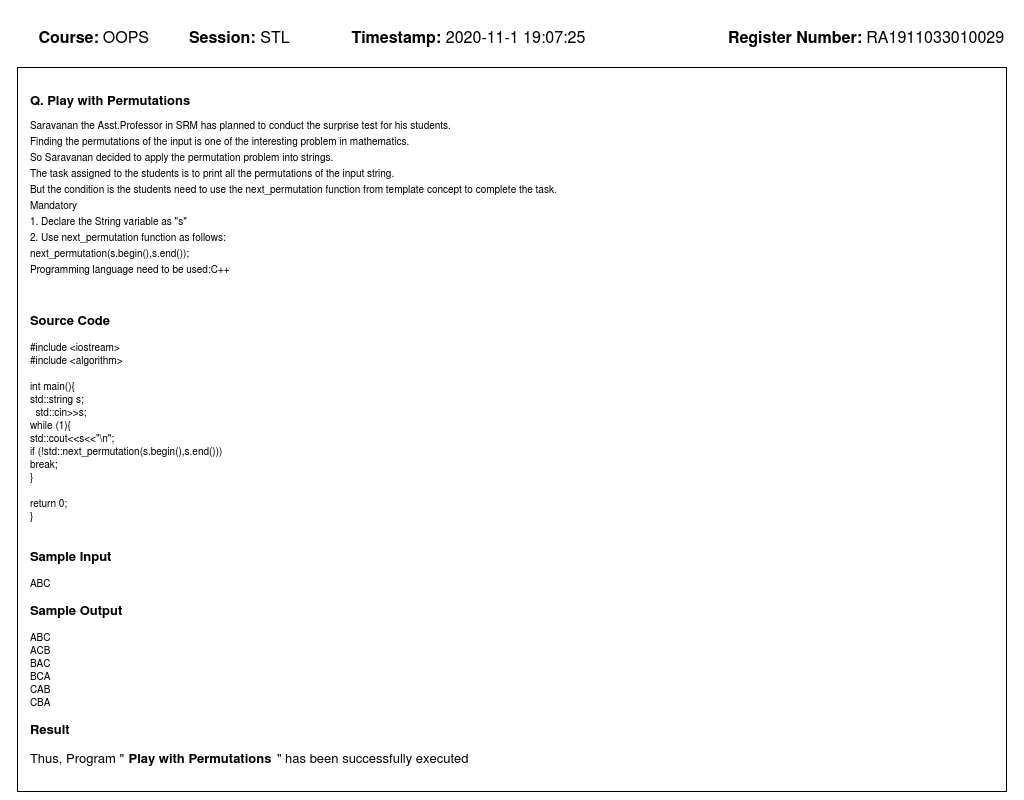 Course: OOPS Session: STL Timestamp: 2020-11-1 19:07:25 Register Number: RA1911033010029
Q. Play with Permutations
Saravanan the Asst.Professor in SRM has planned to conduct the surprise test for his students.
Finding the permutations of the input is one of the interesting problem in mathematics.
So Saravanan decided to apply the permutation problem into strings.
The task assigned to the students is to print all the permutations of the input string.
But the condition is the students need to use the next_permutation function from template concept to complete the task.
Mandatory
1. Declare the String variable as "s"
2. Use next_permutation function as follows:
next_permutation(s.begin(),s.end());
Programming language need to be used:C++
Source Code
#include <iostream>
#include <algorithm>
int main(){
std::string s;
  std::cin>>s;
while (1){
std::cout<<s<<"\n";
if (!std::next_permutation(s.begin(),s.end()))
break;
}
return 0;
}
Sample Input
ABC
Sample Output
ABC
ACB
BAC
BCA
CAB
CBA
Result
Thus, Program " Play with Permutations " has been successfully executed